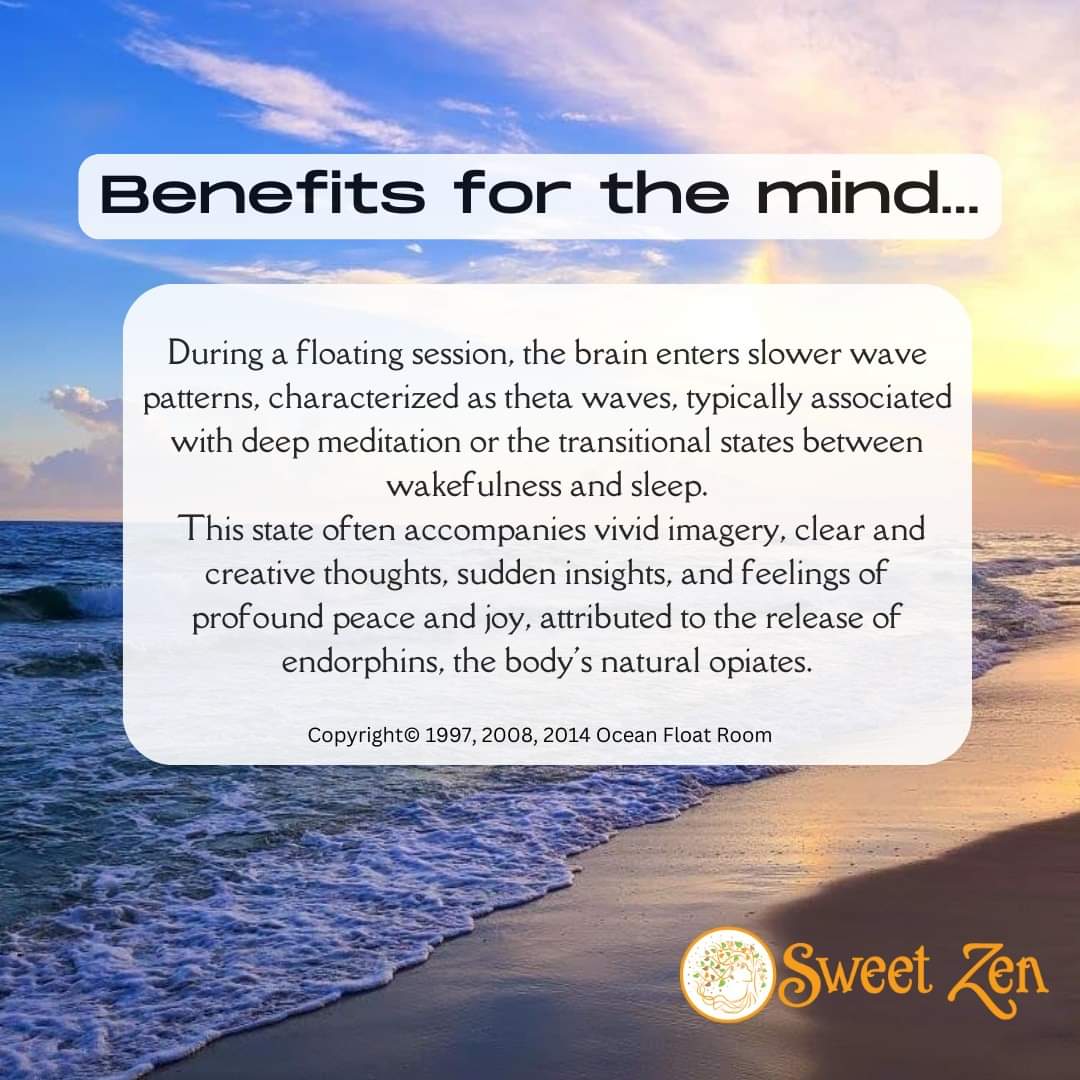 Benefits for the mind...
During a floating session, the brain enters slower wave
patterns, characterized as theta waves, typically associated
with deep meditation or the transitional states between
wakefulness and sleep.
This state often accompanies vivid imagery, clear and
creative thoughts, sudden insights, and feelings of
profound peace and joy, attributed to the release of
endorphins, the body's natural opiates.
Copyright© 1997, 2008, 2014 Ocean Float Room
Sweet Zen